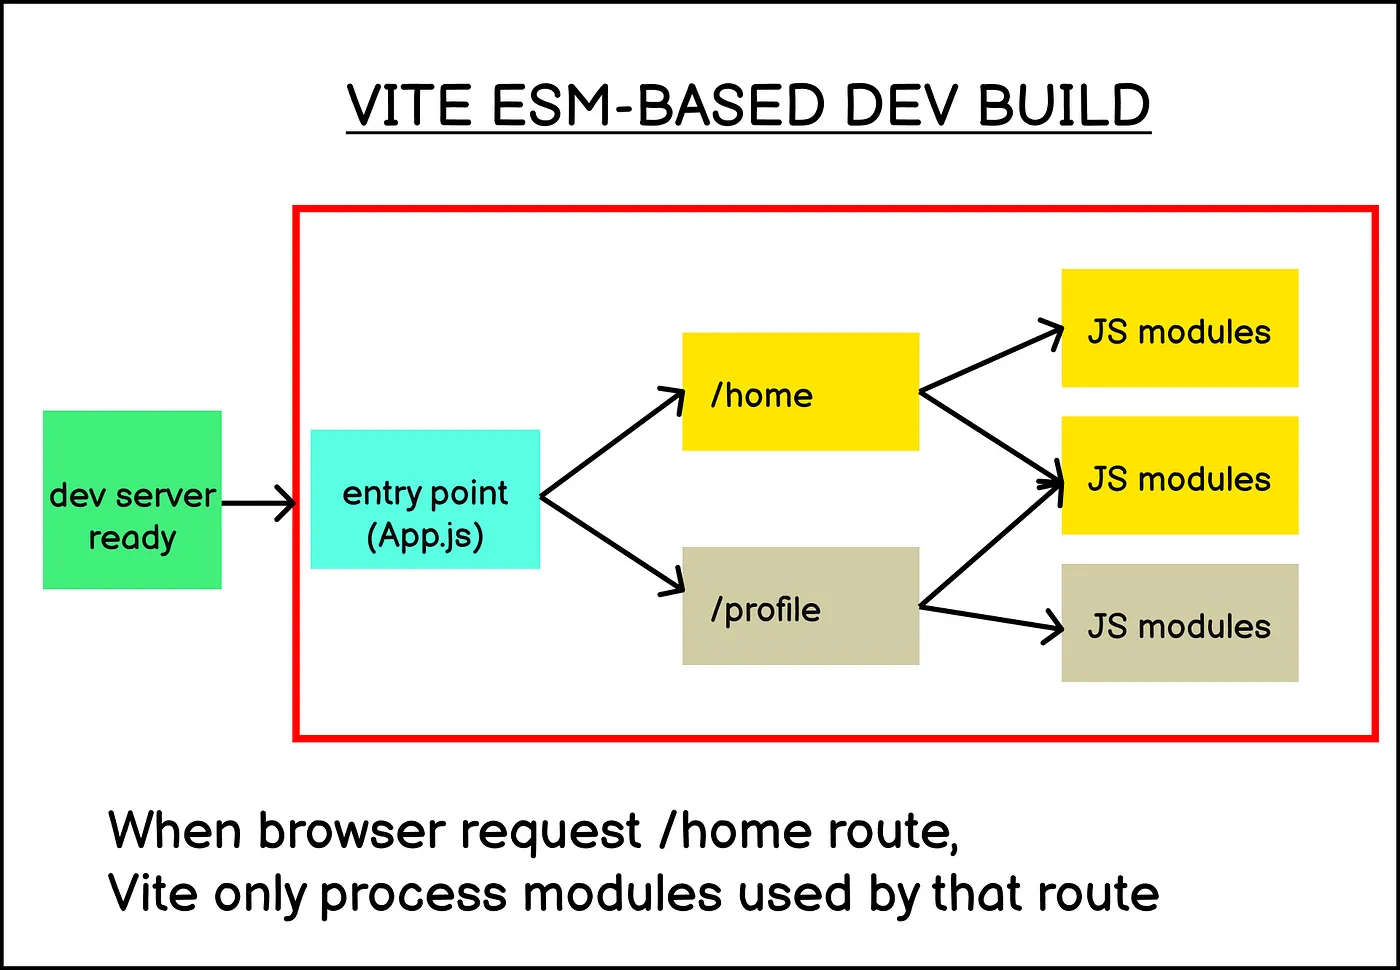 VITE ESM-BASED DEV BUILD
dev server
ready
entry point
(App.js)
/home
/profile
JS modules
JS modules
JS modules
When browser request /home route,
Vite only process modules used by that route